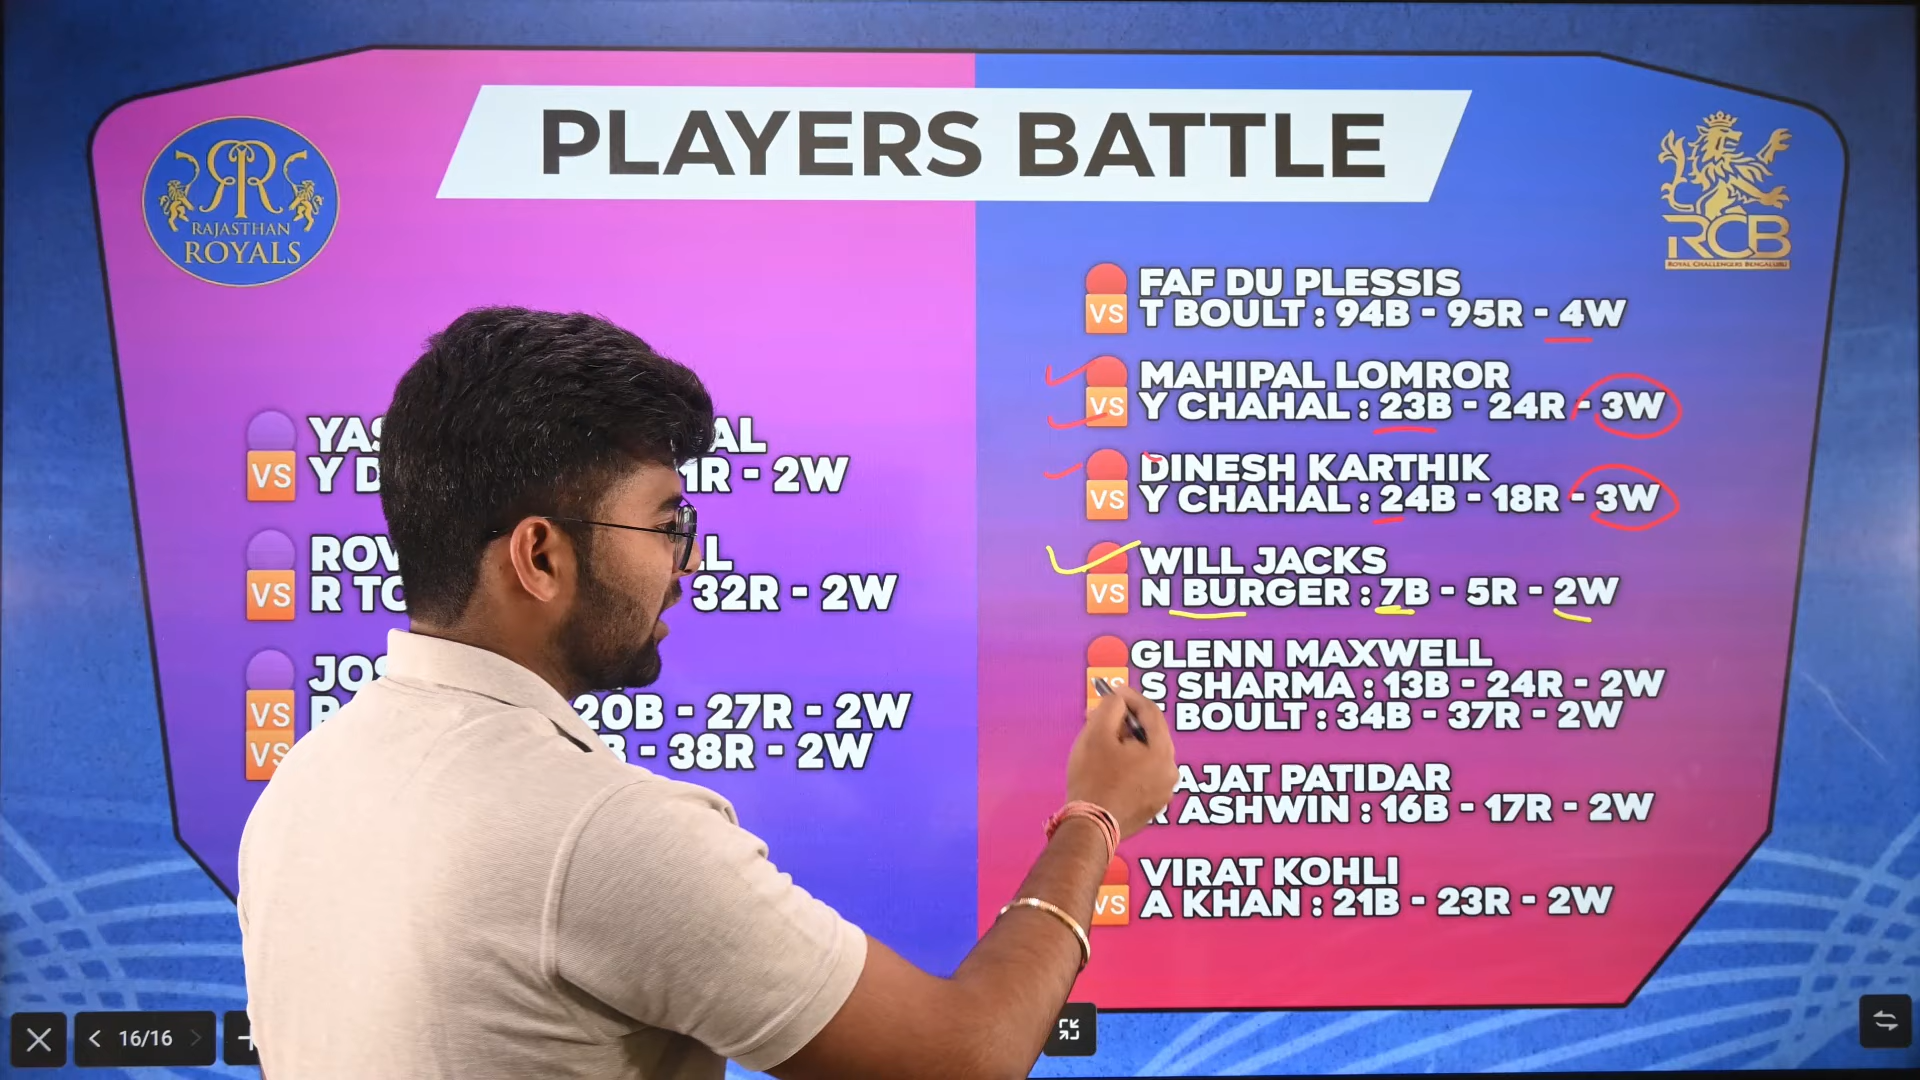 PLAYERS BATTLE
RAJASTHAN
ROYALS
RCB
ROYAL CHALLENGERS BENGALURU
AL
VS 1R - 2W
VS 32R - 2W
VS 20B - 27R - 2W
VS - 38R - 2W
FAF DU PLESSIS
VS T BOULT : 94B - 95R - 4W
MAHIPAL LOMROR
VS Y CHAHAL : 23B - 24R - 3W
DINESH KARTHIK
VS Y CHAHAL : 24B - 18R - 3W
WILL JACKS
VS N BURGER : 7B - 5R - 2W
GLENN MAXWELL
VS S SHARMA : 13B - 24R - 2W
BOULT : 34B - 37R - 2W
AJAT PATIDAR
ASHWIN : 16B - 17R - 2W
VIRAT KOHLI
VS A KHAN : 21B - 23R - 2W
16/16